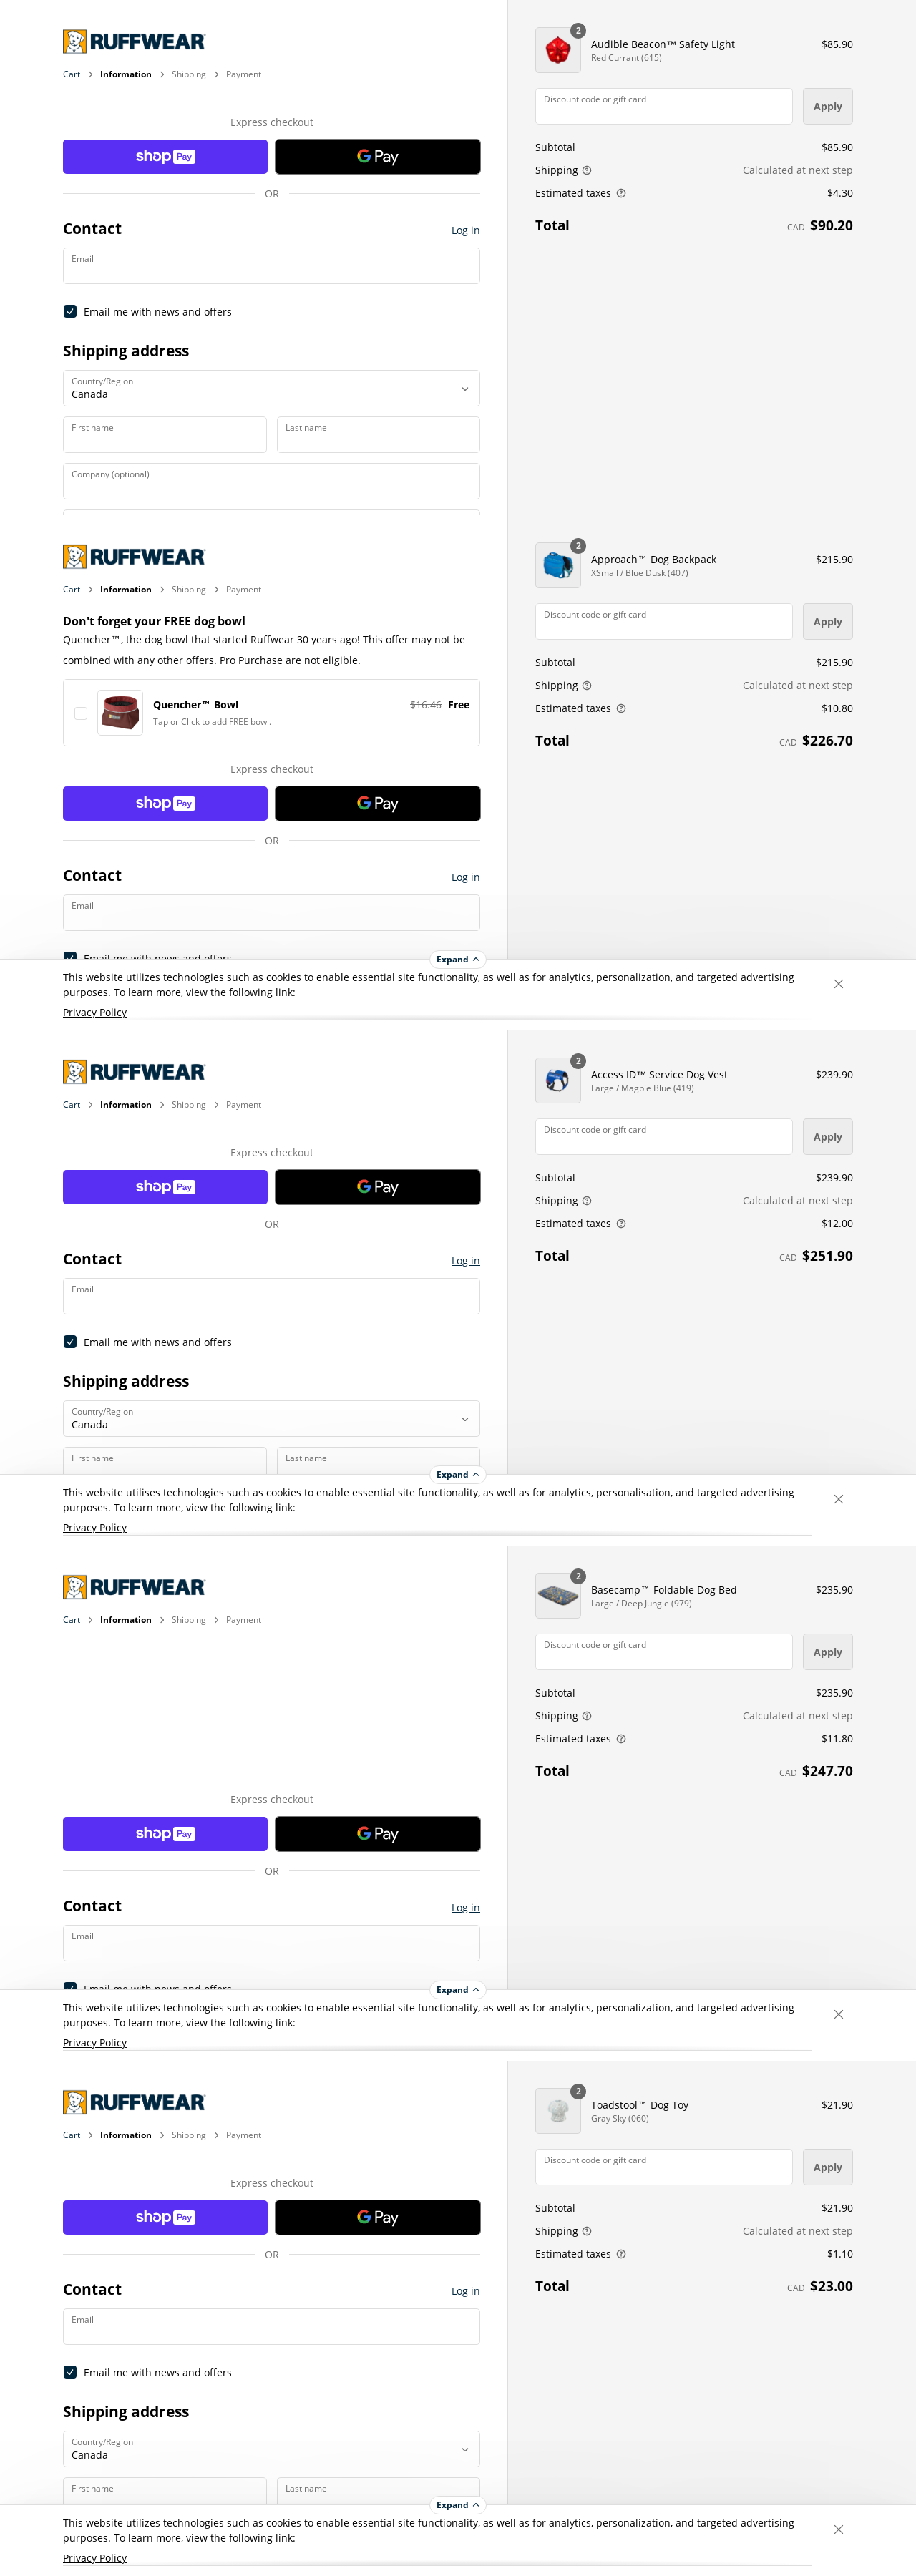 RUFFWEAR
Cart > Information > Shipping > Payment
Express checkout
shop Pay
G Pay
OR
Contact
Log in
Email
Email me with news and offers
Shipping address
Country/Region
Canada
First name
Last name
Company (optional)
2
Audible Beacon™ Safety Light
$85.90
Red Currant (615)
Discount code or gift card
Apply
Subtotal
$85.90
Shipping
Calculated at next step
Estimated taxes
$4.30
Total
CAD $90.20
RUFFWEAR
Cart > Information > Shipping > Payment
Don't forget your FREE dog bowl
Quencher™, the dog bowl that started Ruffwear 30 years ago! This offer may not be
combined with any other offers. Pro Purchase are not eligible.
Quencher™ Bowl
$16.46 Free
Tap or Click to add FREE bowl.
Express checkout
shop Pay
G Pay
OR
Contact
Log in
Email
Email me with news and offers
2
Approach™ Dog Backpack
$215.90
XSmall / Blue Dusk (407)
Discount code or gift card
Apply
Subtotal
$215.90
Shipping
Calculated at next step
Estimated taxes
$10.80
Total
CAD $226.70
Expand
This website utilizes technologies such as cookies to enable essential site functionality, as well as for analytics, personalization, and targeted advertising
purposes. To learn more, view the following link:
Privacy Policy
RUFFWEAR
Cart > Information > Shipping > Payment
Express checkout
shop Pay
G Pay
OR
Contact
Log in
Email
Email me with news and offers
Shipping address
Country/Region
Canada
First name
Last name
2
Access ID™ Service Dog Vest
$239.90
Large / Magpie Blue (419)
Discount code or gift card
Apply
Subtotal
$239.90
Shipping
Calculated at next step
Estimated taxes
$12.00
Total
CAD $251.90
Expand
This website utilises technologies such as cookies to enable essential site functionality, as well as for analytics, personalisation, and targeted advertising
purposes. To learn more, view the following link:
Privacy Policy
RUFFWEAR
Cart > Information > Shipping > Payment
Express checkout
shop Pay
G Pay
OR
Contact
Log in
Email
Email me with news and offers
2
Basecamp™ Foldable Dog Bed
$235.90
Large / Deep Jungle (979)
Discount code or gift card
Apply
Subtotal
$235.90
Shipping
Calculated at next step
Estimated taxes
$11.80
Total
CAD $247.70
Expand
This website utilizes technologies such as cookies to enable essential site functionality, as well as for analytics, personalization, and targeted advertising
purposes. To learn more, view the following link:
Privacy Policy
RUFFWEAR
Cart > Information > Shipping > Payment
Express checkout
shop Pay
G Pay
OR
Contact
Log in
Email
Email me with news and offers
Shipping address
Country/Region
Canada
First name
Last name
2
Toadstool™ Dog Toy
$21.90
Gray Sky (060)
Discount code or gift card
Apply
Subtotal
$21.90
Shipping
Calculated at next step
Estimated taxes
$1.10
Total
CAD $23.00
Expand
This website utilizes technologies such as cookies to enable essential site functionality, as well as for analytics, personalization, and targeted advertising
purposes. To learn more, view the following link:
Privacy Policy